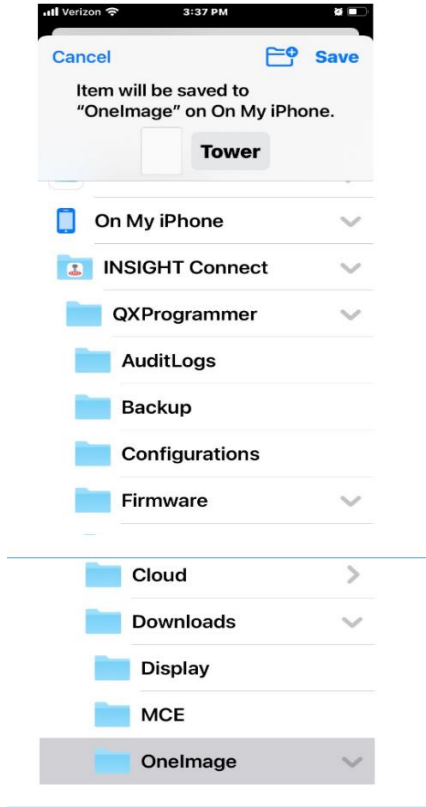 Verizon 3:37 PM
Cancel Save
Item will be saved to
“OneImage” on On My iPhone.
Tower
On My iPhone
INSIGHT Connect
QXProgrammer
AuditLogs
Backup
Configurations
Firmware
Cloud
Downloads
Display
MCE
OneImage